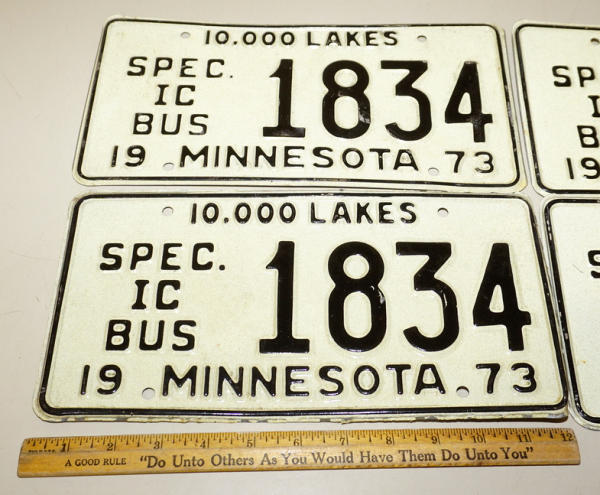 10.000 LAKES
SPEC.
IC
BUS
1834
19 MINNESOTA 73
SP
B
19
10.000 LAKES
SPEC.
IC
BUS
1834
19 MINNESOTA 73
S
1 2 3 4 5 6 7 8 9 10 11 12
A GOOD RULE "Do Unto Others As You Would Have Them Do Unto You"